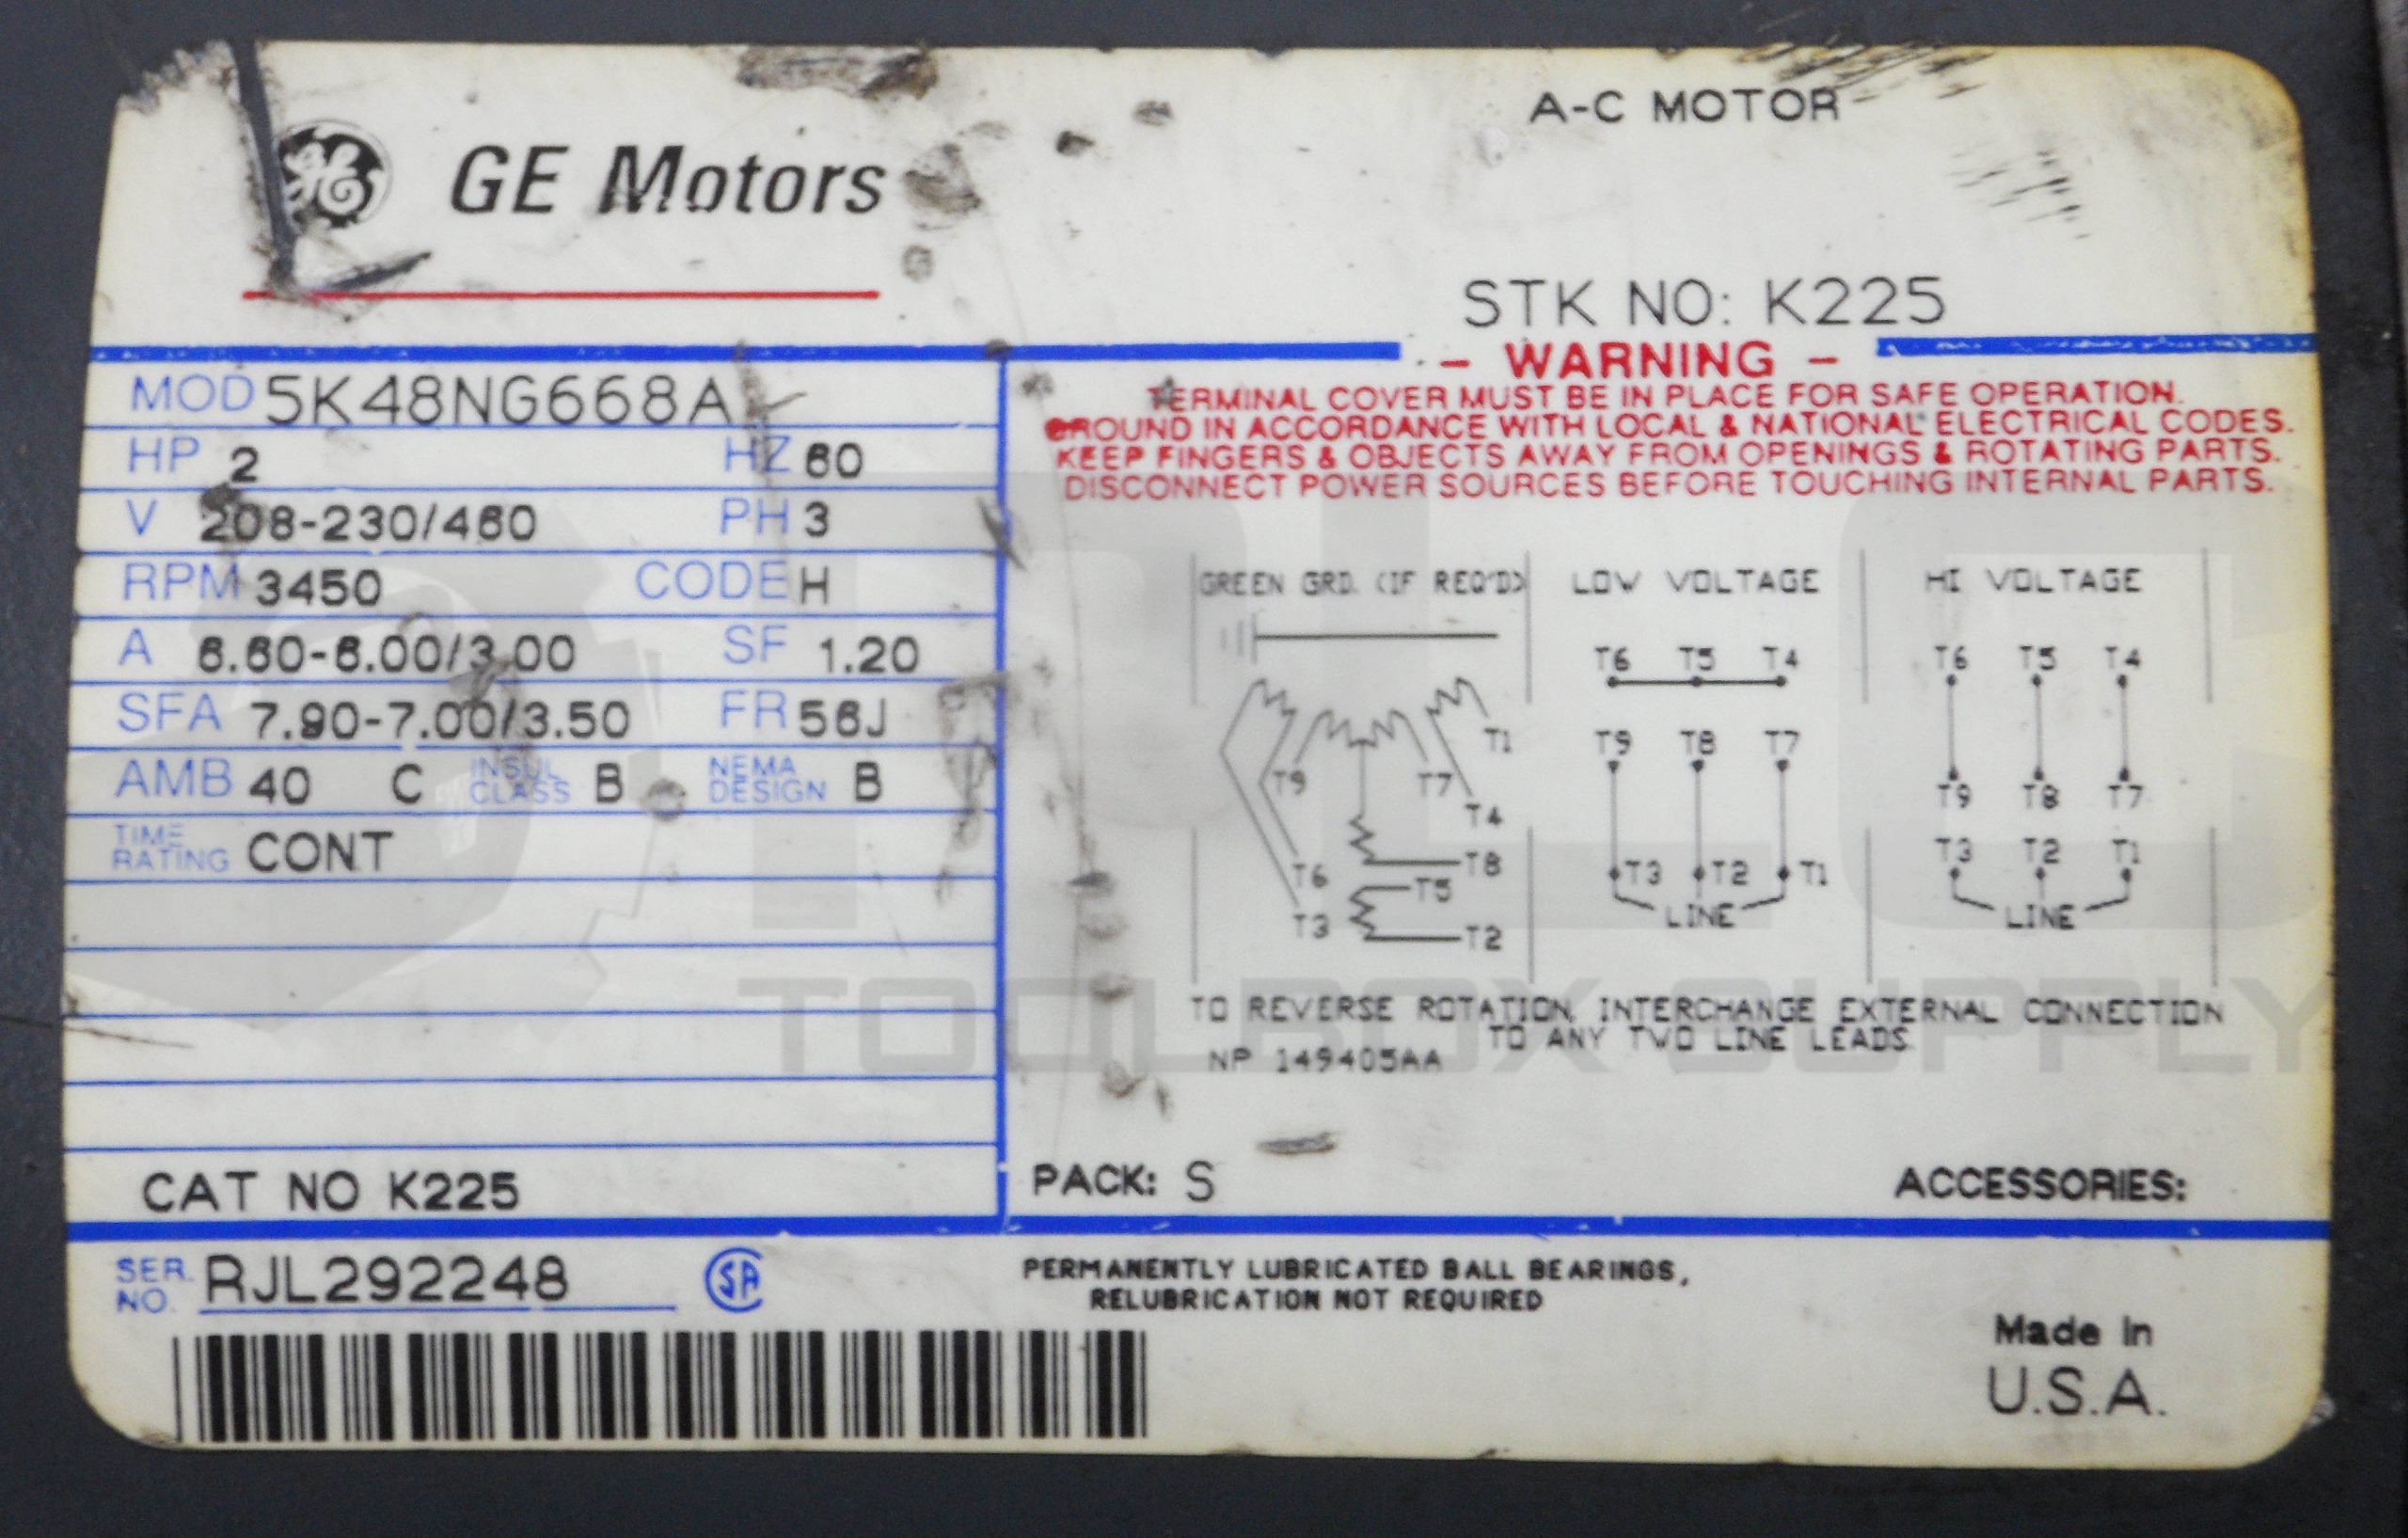 GE Motors
A-C MOTOR
STK NO: K225
MOD 5K48NG668A
HP 2 HZ 60
V 208-230/460 PH 3
RPM 3450 CODE H
A 6.60-6.00/3.00 SF 1.20
SFA 7.90-7.00/3.50 FR 56J
AMB 40 C INSUL CLASS B NEMA DESIGN B
TIME RATING CONT
CAT NO K225
- WARNING -
TERMINAL COVER MUST BE IN PLACE FOR SAFE OPERATION.
GROUND IN ACCORDANCE WITH LOCAL & NATIONAL ELECTRICAL CODES.
KEEP FINGERS & OBJECTS AWAY FROM OPENINGS & ROTATING PARTS.
DISCONNECT POWER SOURCES BEFORE TOUCHING INTERNAL PARTS.
GREEN GRD. (IF REQ'D) LOW VOLTAGE HI VOLTAGE
T6 T5 T4 T6 T5 T4
T1 T9 T8 T7
T9 T7 T9 T8 T7
T4
T8 T3 T2 T1
T6 T5 T3 T2 T1
T3 T2 LINE LINE
TO REVERSE ROTATION, INTERCHANGE EXTERNAL CONNECTION
TO ANY TWO LINE LEADS.
NP 149405AA
PACK: S ACCESSORIES:
SER. NO. RJL292248 SA
PERMANENTLY LUBRICATED BALL BEARINGS,
RELUBRICATION NOT REQUIRED
Made in
U.S.A.
PLC
TOOLBOX SUPPLY